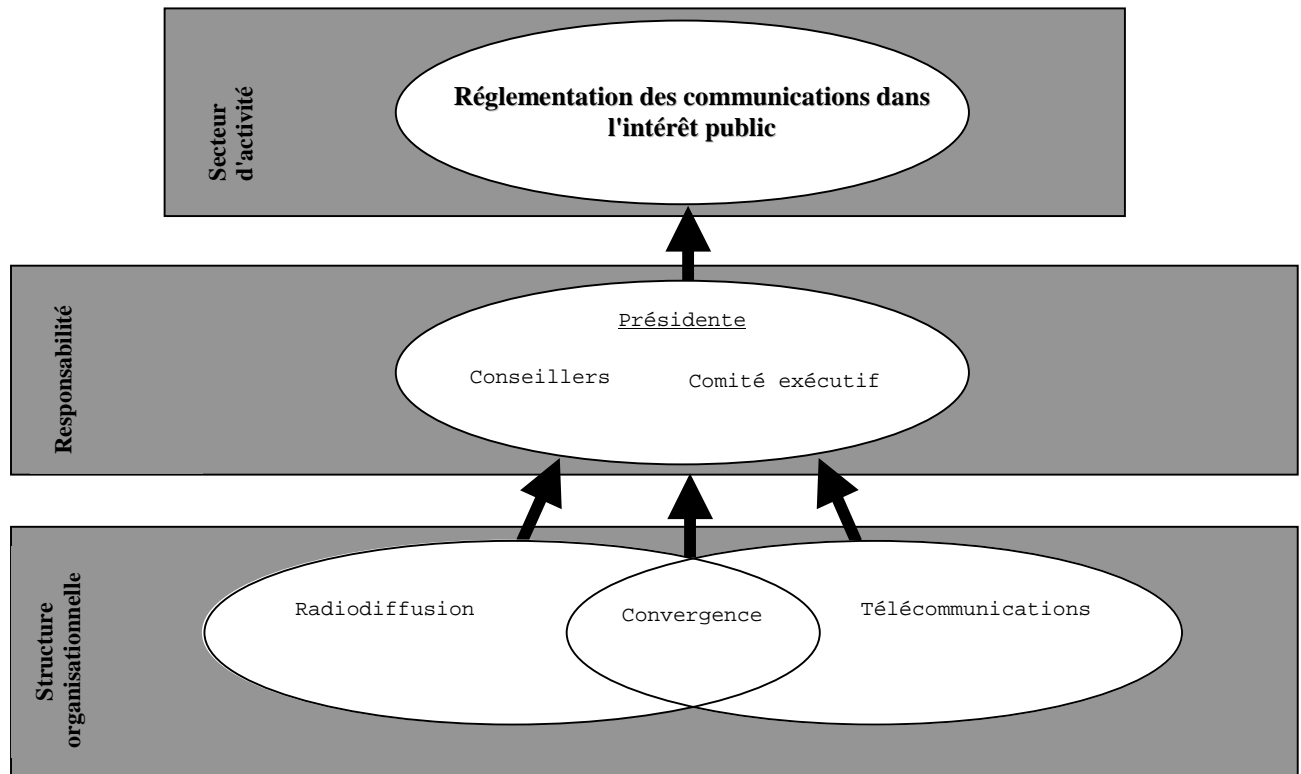 Secteur
d'activité
Réglementation des communications dans
l'intérêt public
Responsabilité
Présidente
Conseillers
Comité exécutif
Structure
organisationnelle
Radiodiffusion
Convergence
Télécommunications